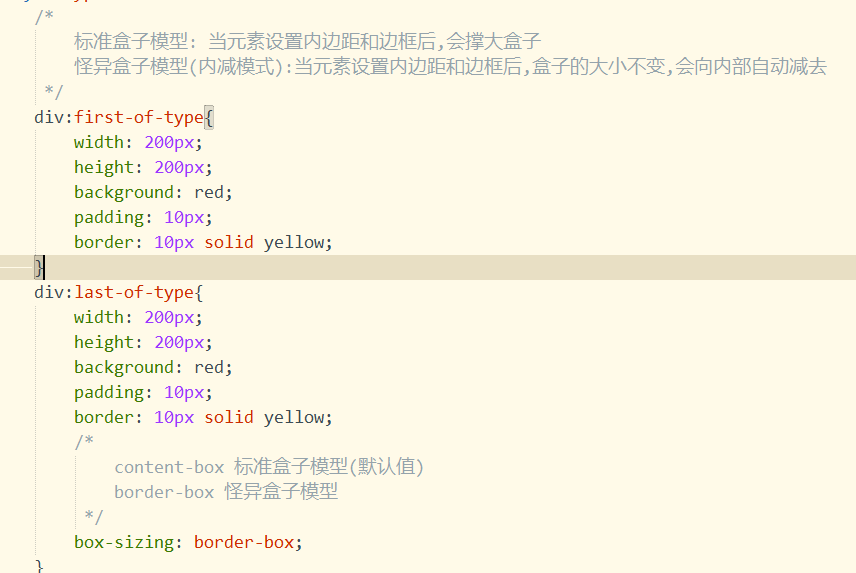 /*
标准盒子模型: 当元素设置内边距和边框后,会撑大盒子
怪异盒子模型(内减模式):当元素设置内边距和边框后,盒子的大小不变,会向内部自动减去
*/
div:first-of-type{
width: 200px;
height: 200px;
background: red;
padding: 10px;
border: 10px solid yellow;
}
div:last-of-type{
width: 200px;
height: 200px;
background: red;
padding: 10px;
border: 10px solid yellow;
/*
content-box 标准盒子模型(默认值)
border-box 怪异盒子模型
*/
box-sizing: border-box;
}